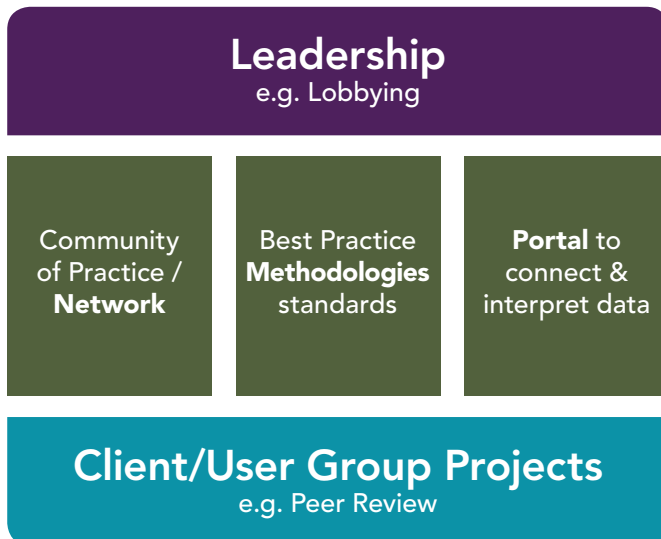 Leadership
e.g. Lobbying
Community
of Practice /
Network
Best Practice
Methodologies
standards
Portal to
connect &
interpret data
Client/User Group Projects
e.g. Peer Review